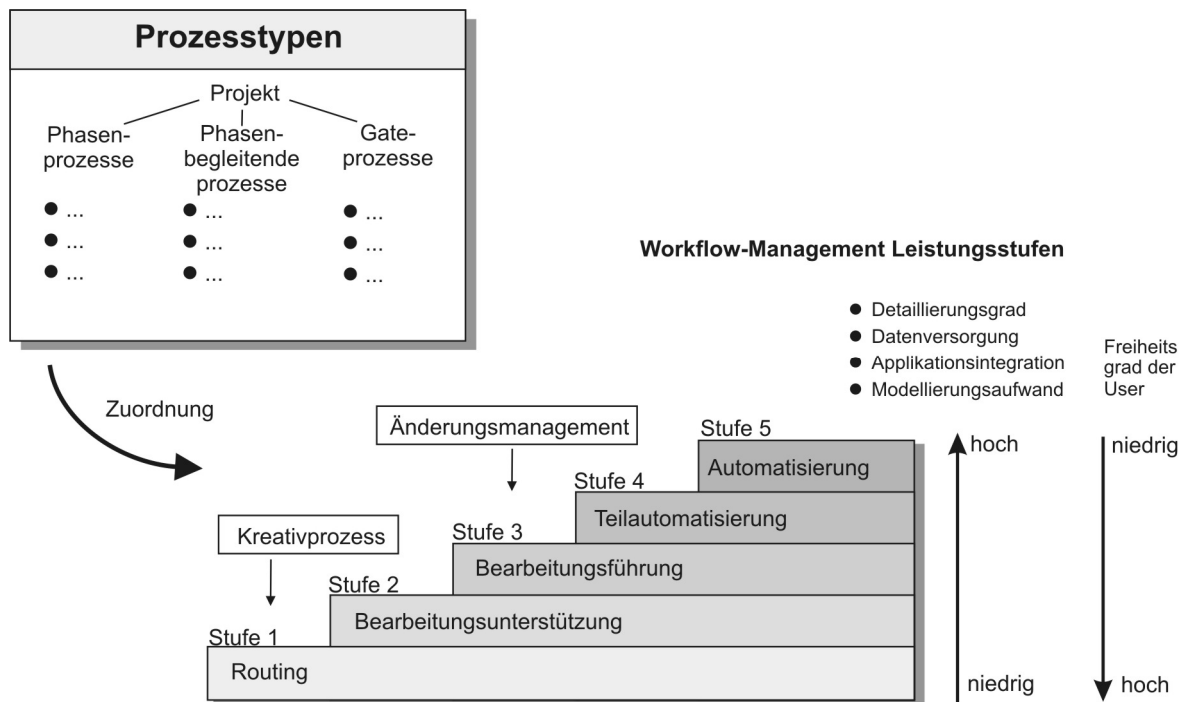 Prozesstypen
Projekt
Phasen-
prozesse
Phasen-
begleitende
prozesse
Gate-
prozesse
● ...
● ...
● ...
● ...
● ...
● ...
● ...
● ...
● ...
Zuordnung
Workflow-Management Leistungsstufen
● Detaillierungsgrad
● Datenversorgung
● Applikationsintegration
● Modellierungsaufwand
Freiheits
grad der
User
Änderungsmanagement
Kreativprozess
Stufe 5
Automatisierung
Stufe 4
Teilautomatisierung
Stufe 3
Bearbeitungsführung
Stufe 2
Bearbeitungsunterstützung
Stufe 1
Routing
hoch
niedrig
niedrig
hoch